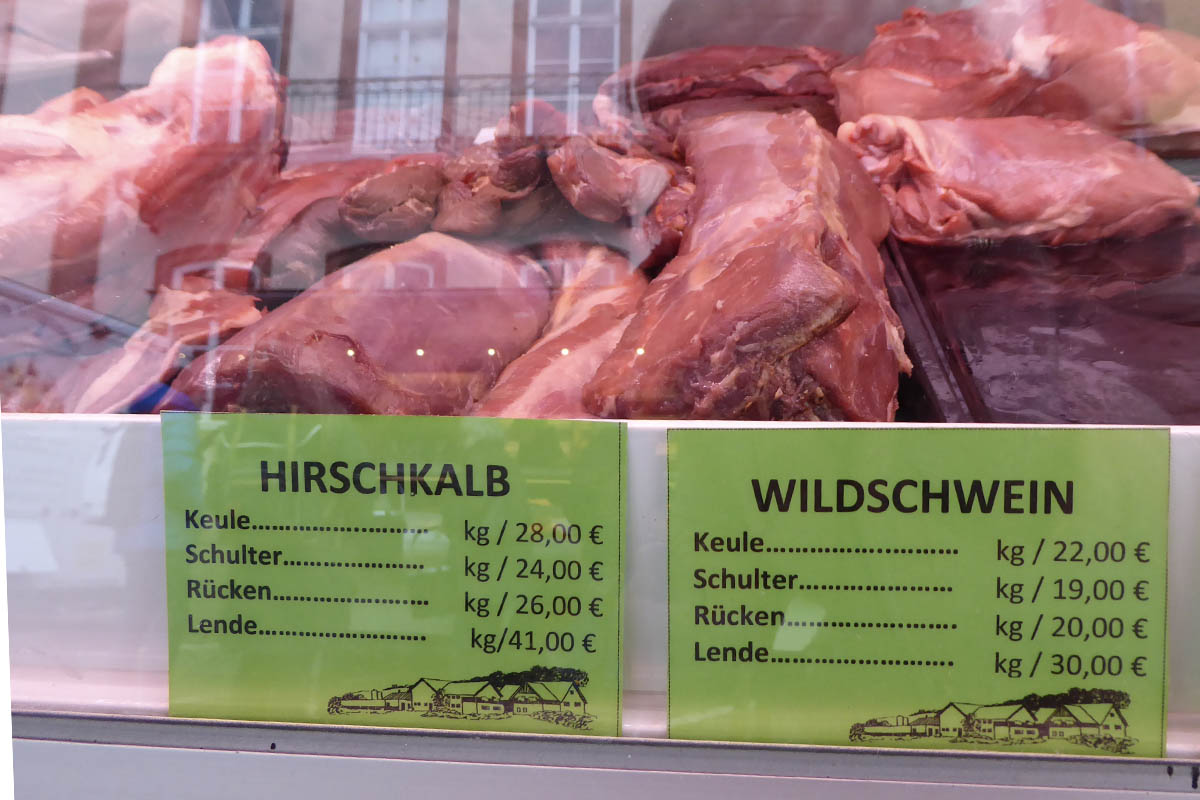 HIRSCHKALB
Keule............................ kg / 28,00 €
Schulter...................... kg / 24,00 €
Rücken......................... kg / 26,00 €
Lende........................... kg/41,00 €
WILDSCHWEIN
Keule............................. kg / 22,00 €
Schulter....................... kg / 19,00 €
Rücken.......................... kg / 20,00 €
Lende............................ kg / 30,00 €